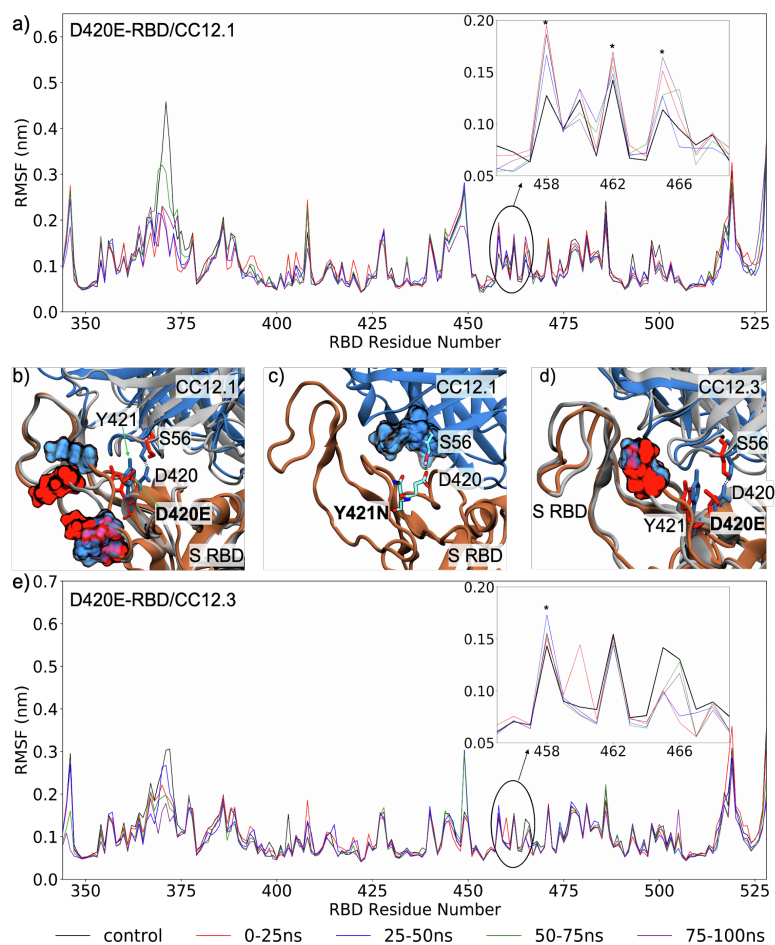 a)
D420E-RBD/CC12.1
RMSF (nm)
0.6
0.5
0.4
0.3
0.2
0.1
0.0
350 375 400 425 450 475 500 525
RBD Residue Number
0.20
0.15
0.10
0.05
* * *
458 462 466
b)
CC12.1
Y421
S56
D420
D420E
S RBD
c)
CC12.1
S56
D420
Y421N
S RBD
d)
CC12.3
S56
D420
S RBD
Y421 D420E
e)
D420E-RBD/CC12.3
RMSF (nm)
0.7
0.6
0.5
0.4
0.3
0.2
0.1
0.0
350 375 400 425 450 475 500 525
RBD Residue Number
0.20
0.15
0.10
0.05
*
458 462 466
control 0-25ns 25-50ns 50-75ns 75-100ns